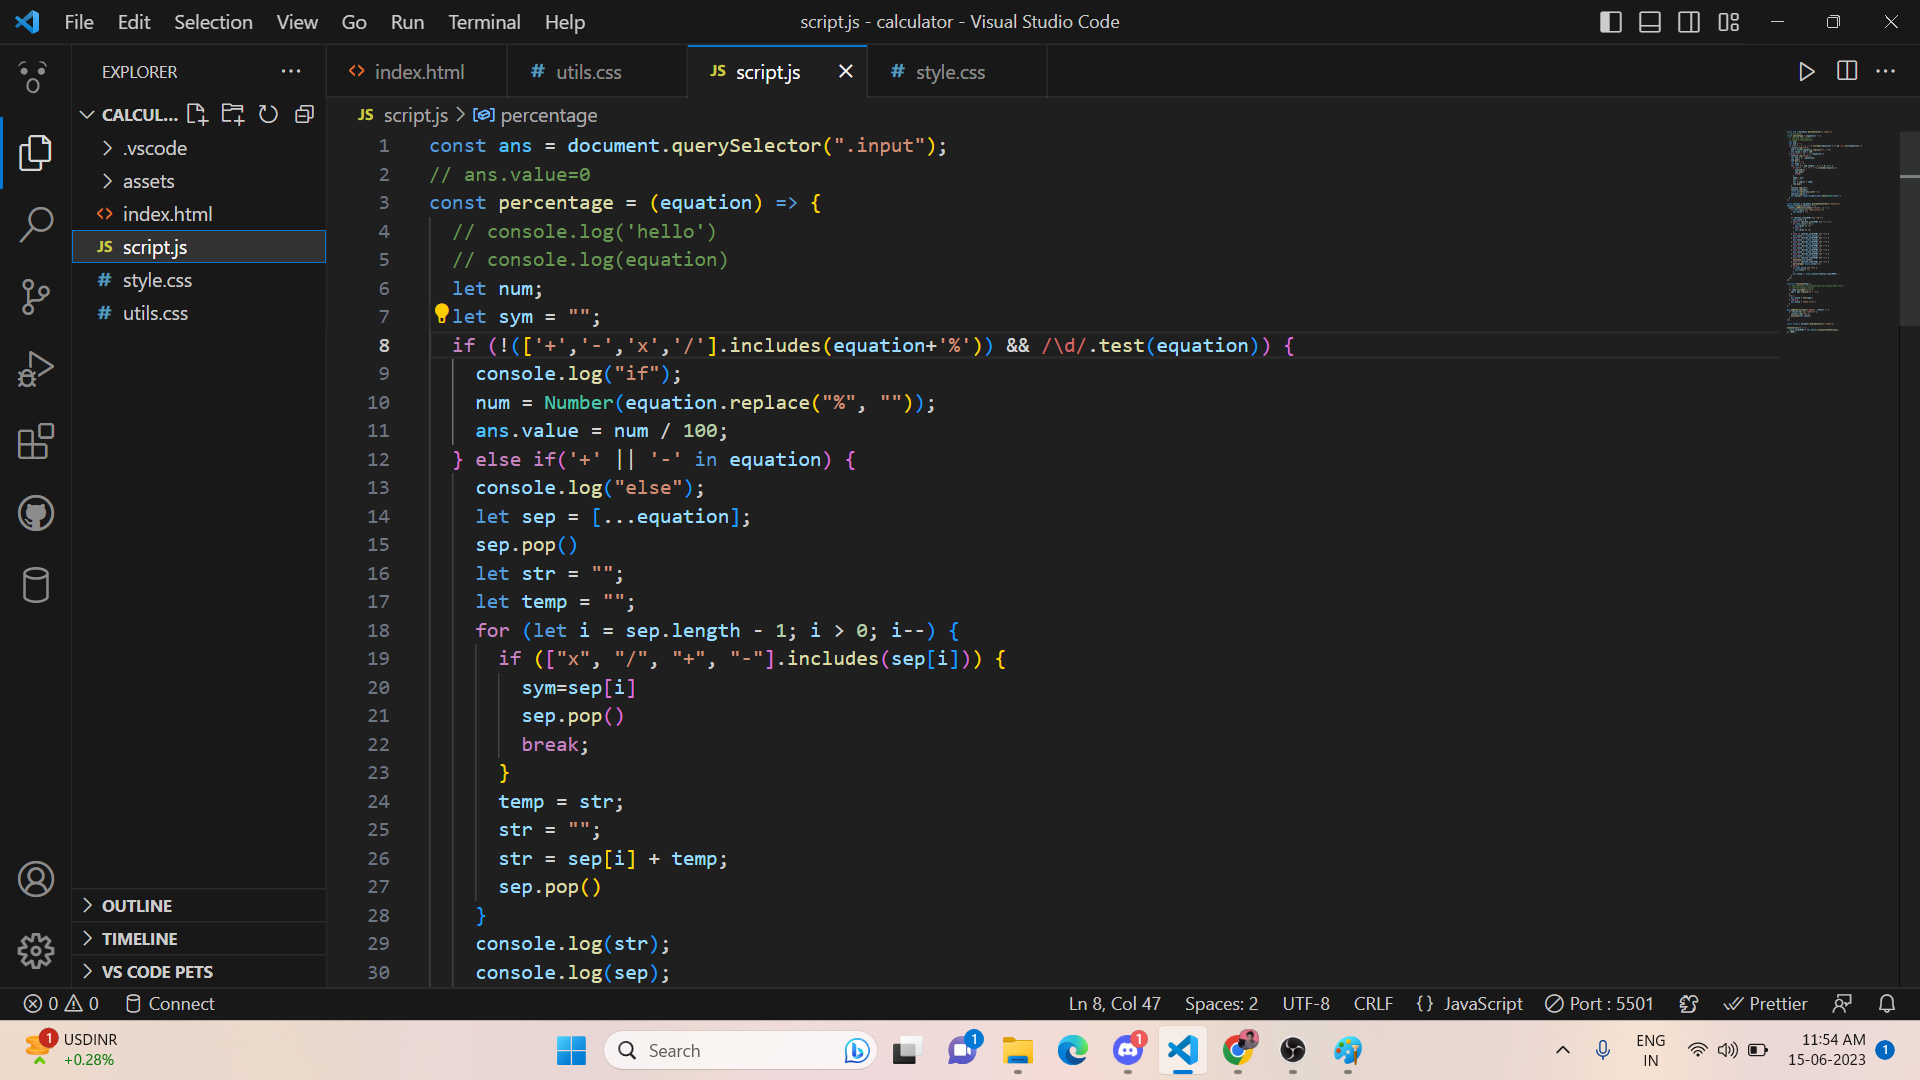 File Edit Selection View Go Run Terminal Help
script.js - calculator - Visual Studio Code
EXPLORER
CALCUL...
.vscode
assets
index.html
JS script.js
# style.css
# utils.css
OUTLINE
TIMELINE
VS CODE PETS
index.html
# utils.css
JS script.js
# style.css
JS script.js > percentage
1 const ans = document.querySelector(".input");
2 // ans.value=0
3 const percentage = (equation) => {
4 // console.log('hello')
5 // console.log(equation)
6 let num;
7 let sym = "";
8 if (!(['+','-','x','/'].includes(equation+'%')) && /\d/.test(equation)) {
9 console.log("if");
10 num = Number(equation.replace("%", ""));
11 ans.value = num / 100;
12 } else if('+' || '-' in equation) {
13 console.log("else");
14 let sep = [...equation];
15 sep.pop()
16 let str = "";
17 let temp = "";
18 for (let i = sep.length - 1; i > 0; i--) {
19 if (["x", "/", "+", "-"].includes(sep[i])) {
20 sym=sep[i]
21 sep.pop()
22 break;
23 }
24 temp = str;
25 str = "";
26 str = sep[i] + temp;
27 sep.pop()
28 }
29 console.log(str);
30 console.log(sep);
0 0 Connect
Ln 8, Col 47 Spaces: 2 UTF-8 CRLF {} JavaScript Port : 5501 Prettier
1
USDINR
+0.28%
Search
1
1
ENG
IN
11:54 AM
15-06-2023
1